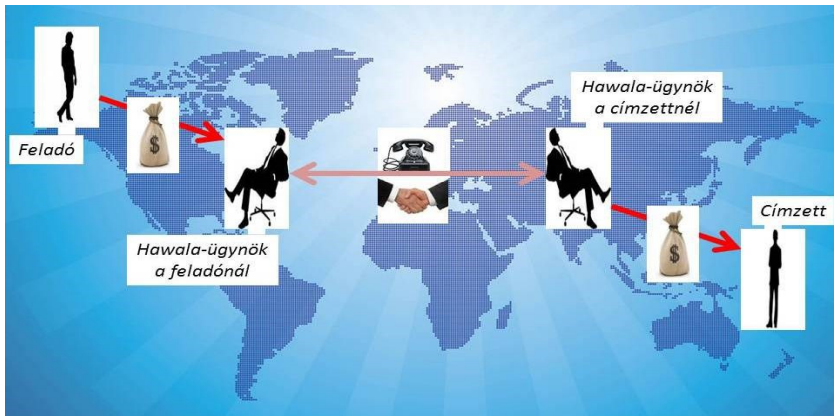 Feladó
$
Hawala-ügynök
a feladónál
Hawala-ügynök
a címzettnél
Címzett
$